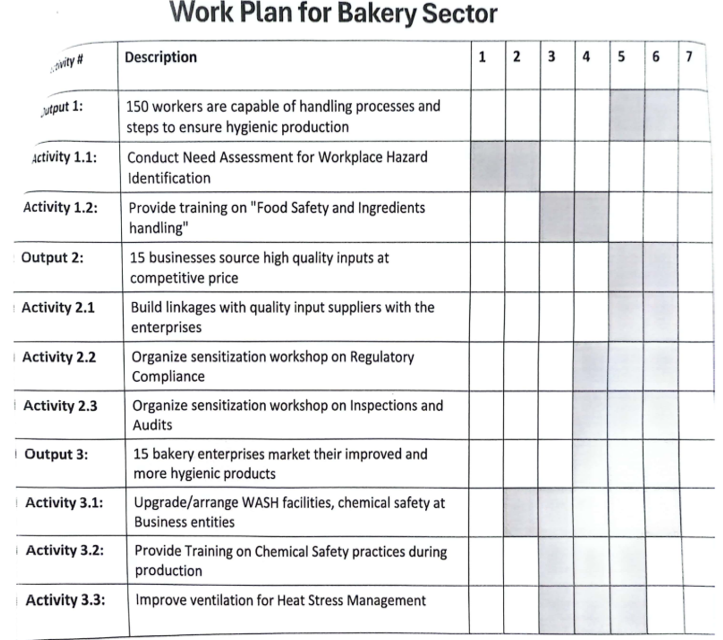 Work Plan for Bakery Sector
Description 1 2 3 4 5 6 7
Output 1: 150 workers are capable of handling processes and
steps to ensure hygienic production
Activity 1.1: Conduct Need Assessment for Workplace Hazard
Identification
Activity 1.2: Provide training on "Food Safety and Ingredients
handling"
Output 2: 15 businesses source high quality inputs at
competitive price
Activity 2.1 Build linkages with quality input suppliers with the
enterprises
Activity 2.2 Organize sensitization workshop on Regulatory
Compliance
Activity 2.3 Organize sensitization workshop on Inspections and
Audits
Output 3: 15 bakery enterprises market their improved and
more hygienic products
Activity 3.1: Upgrade/arrange WASH facilities, chemical safety at
Business entities
Activity 3.2: Provide Training on Chemical Safety practices during
production
Activity 3.3: Improve ventilation for Heat Stress Management